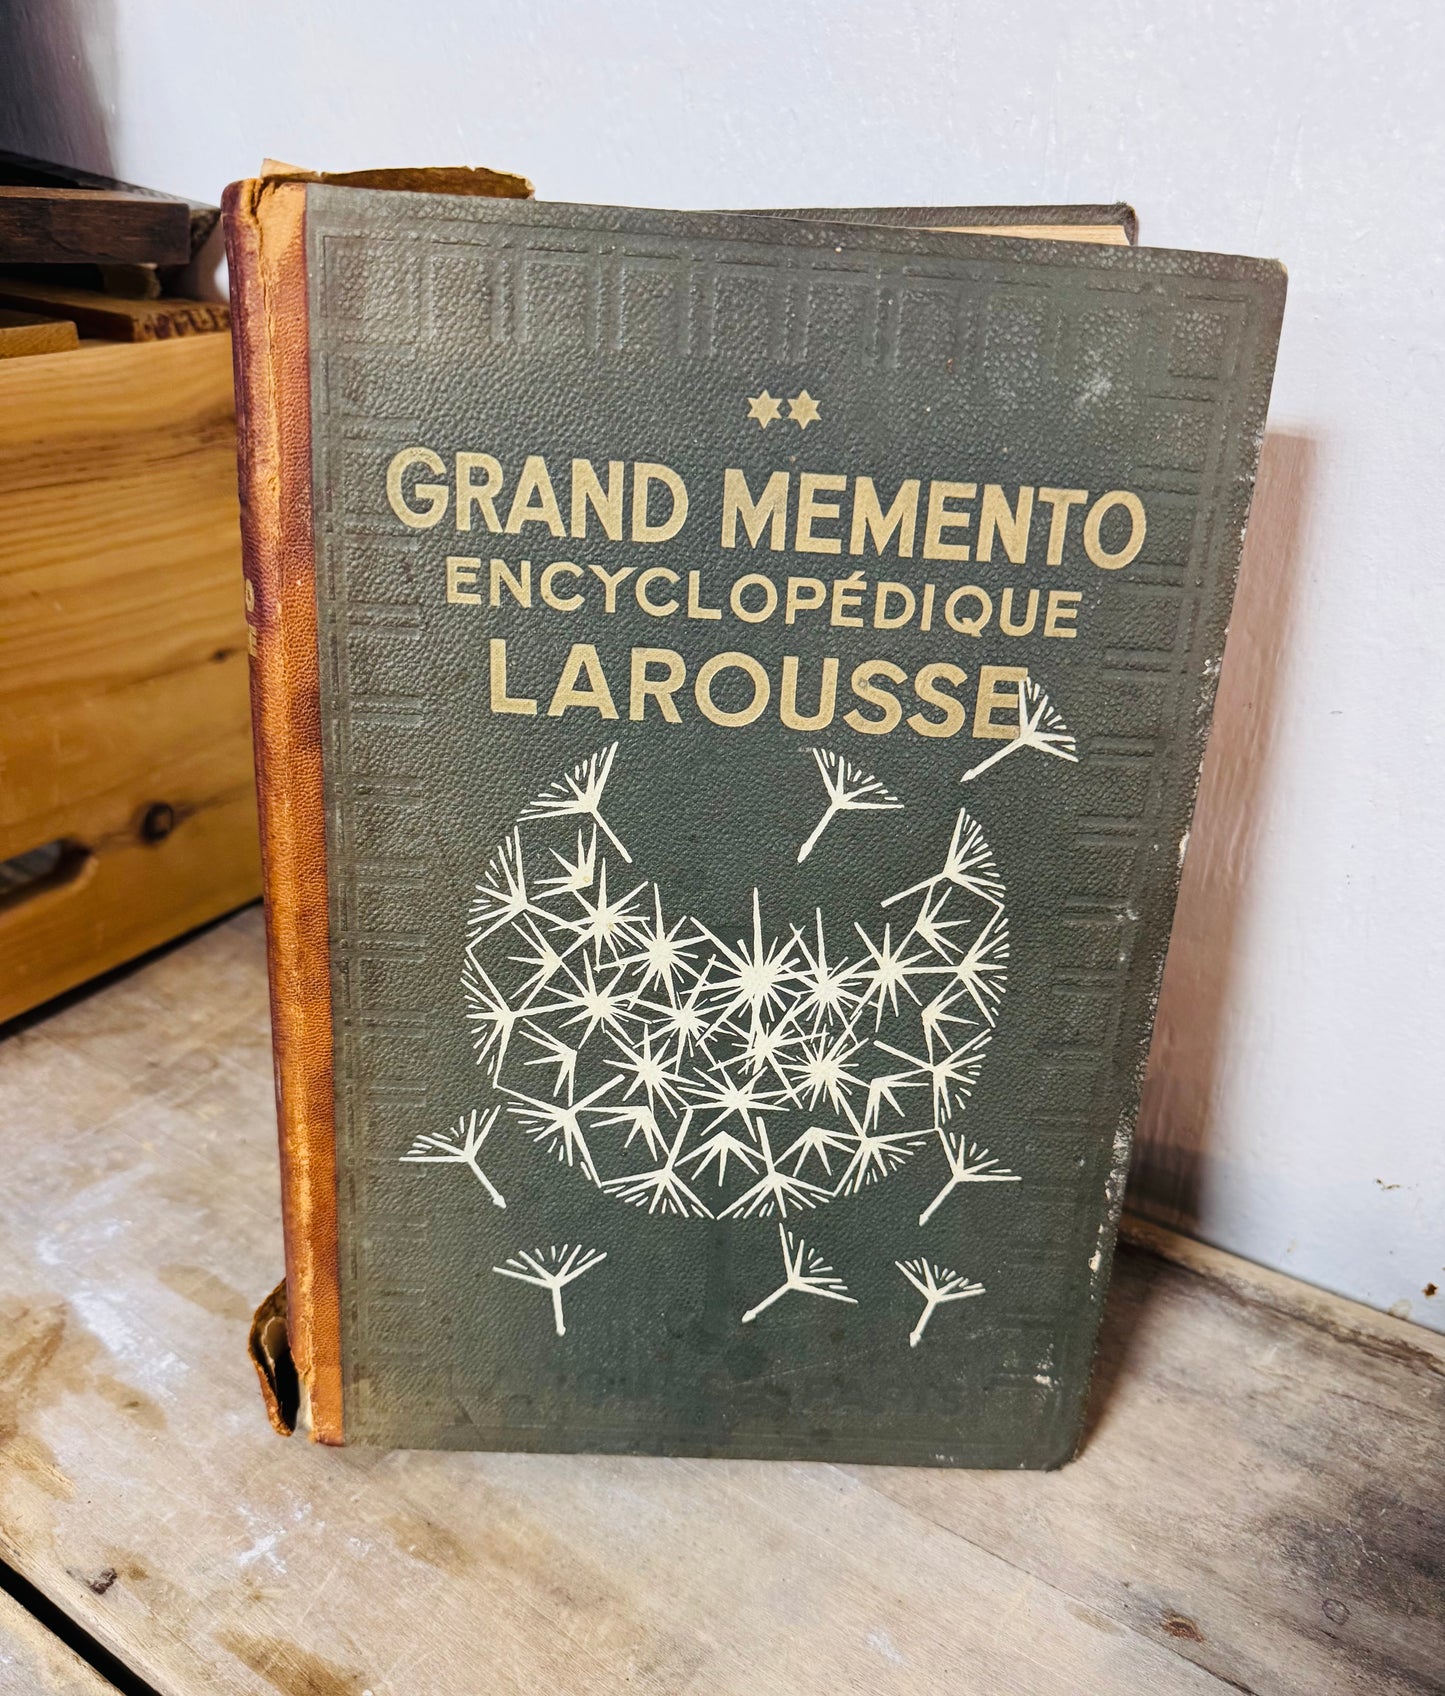 GRAND MEMENTO
ENCYCLOPÉDIQUE
LAROUSSE